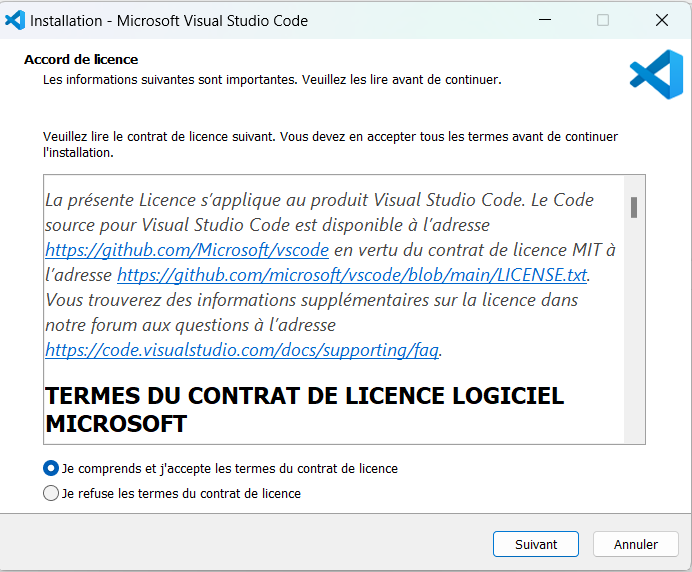 Installation - Microsoft Visual Studio Code
Accord de licence
Les informations suivantes sont importantes. Veuillez les lire avant de continuer.
Veuillez lire le contrat de licence suivant. Vous devez en accepter tous les termes avant de continuer
l'installation.
La présente Licence s’applique au produit Visual Studio Code. Le Code
source pour Visual Studio Code est disponible à l’adresse
https://github.com/Microsoft/vscode en vertu du contrat de licence MIT à
l’adresse https://github.com/microsoft/vscode/blob/main/LICENSE.txt.
Vous trouverez des informations supplémentaires sur la licence dans
notre forum aux questions à l’adresse
https://code.visualstudio.com/docs/supporting/faq.
TERMES DU CONTRAT DE LICENCE LOGICIEL
MICROSOFT
Je comprends et j'accepte les termes du contrat de licence
Je refuse les termes du contrat de licence
Suivant
Annuler